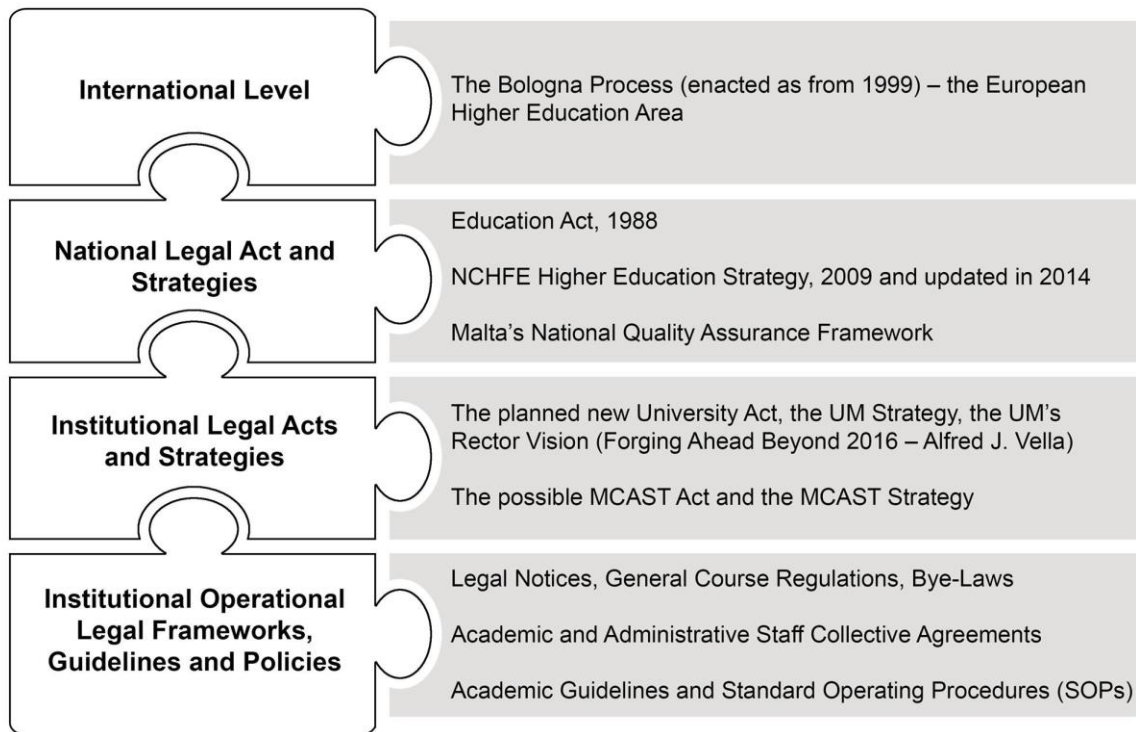 International Level
The Bologna Process (enacted as from 1999) – the European
Higher Education Area
National Legal Act and
Strategies
Education Act, 1988
NCHFE Higher Education Strategy, 2009 and updated in 2014
Malta’s National Quality Assurance Framework
Institutional Legal Acts
and Strategies
The planned new University Act, the UM Strategy, the UM’s
Rector Vision (Forging Ahead Beyond 2016 – Alfred J. Vella)
The possible MCAST Act and the MCAST Strategy
Institutional Operational
Legal Frameworks,
Guidelines and Policies
Legal Notices, General Course Regulations, Bye-Laws
Academic and Administrative Staff Collective Agreements
Academic Guidelines and Standard Operating Procedures (SOPs)